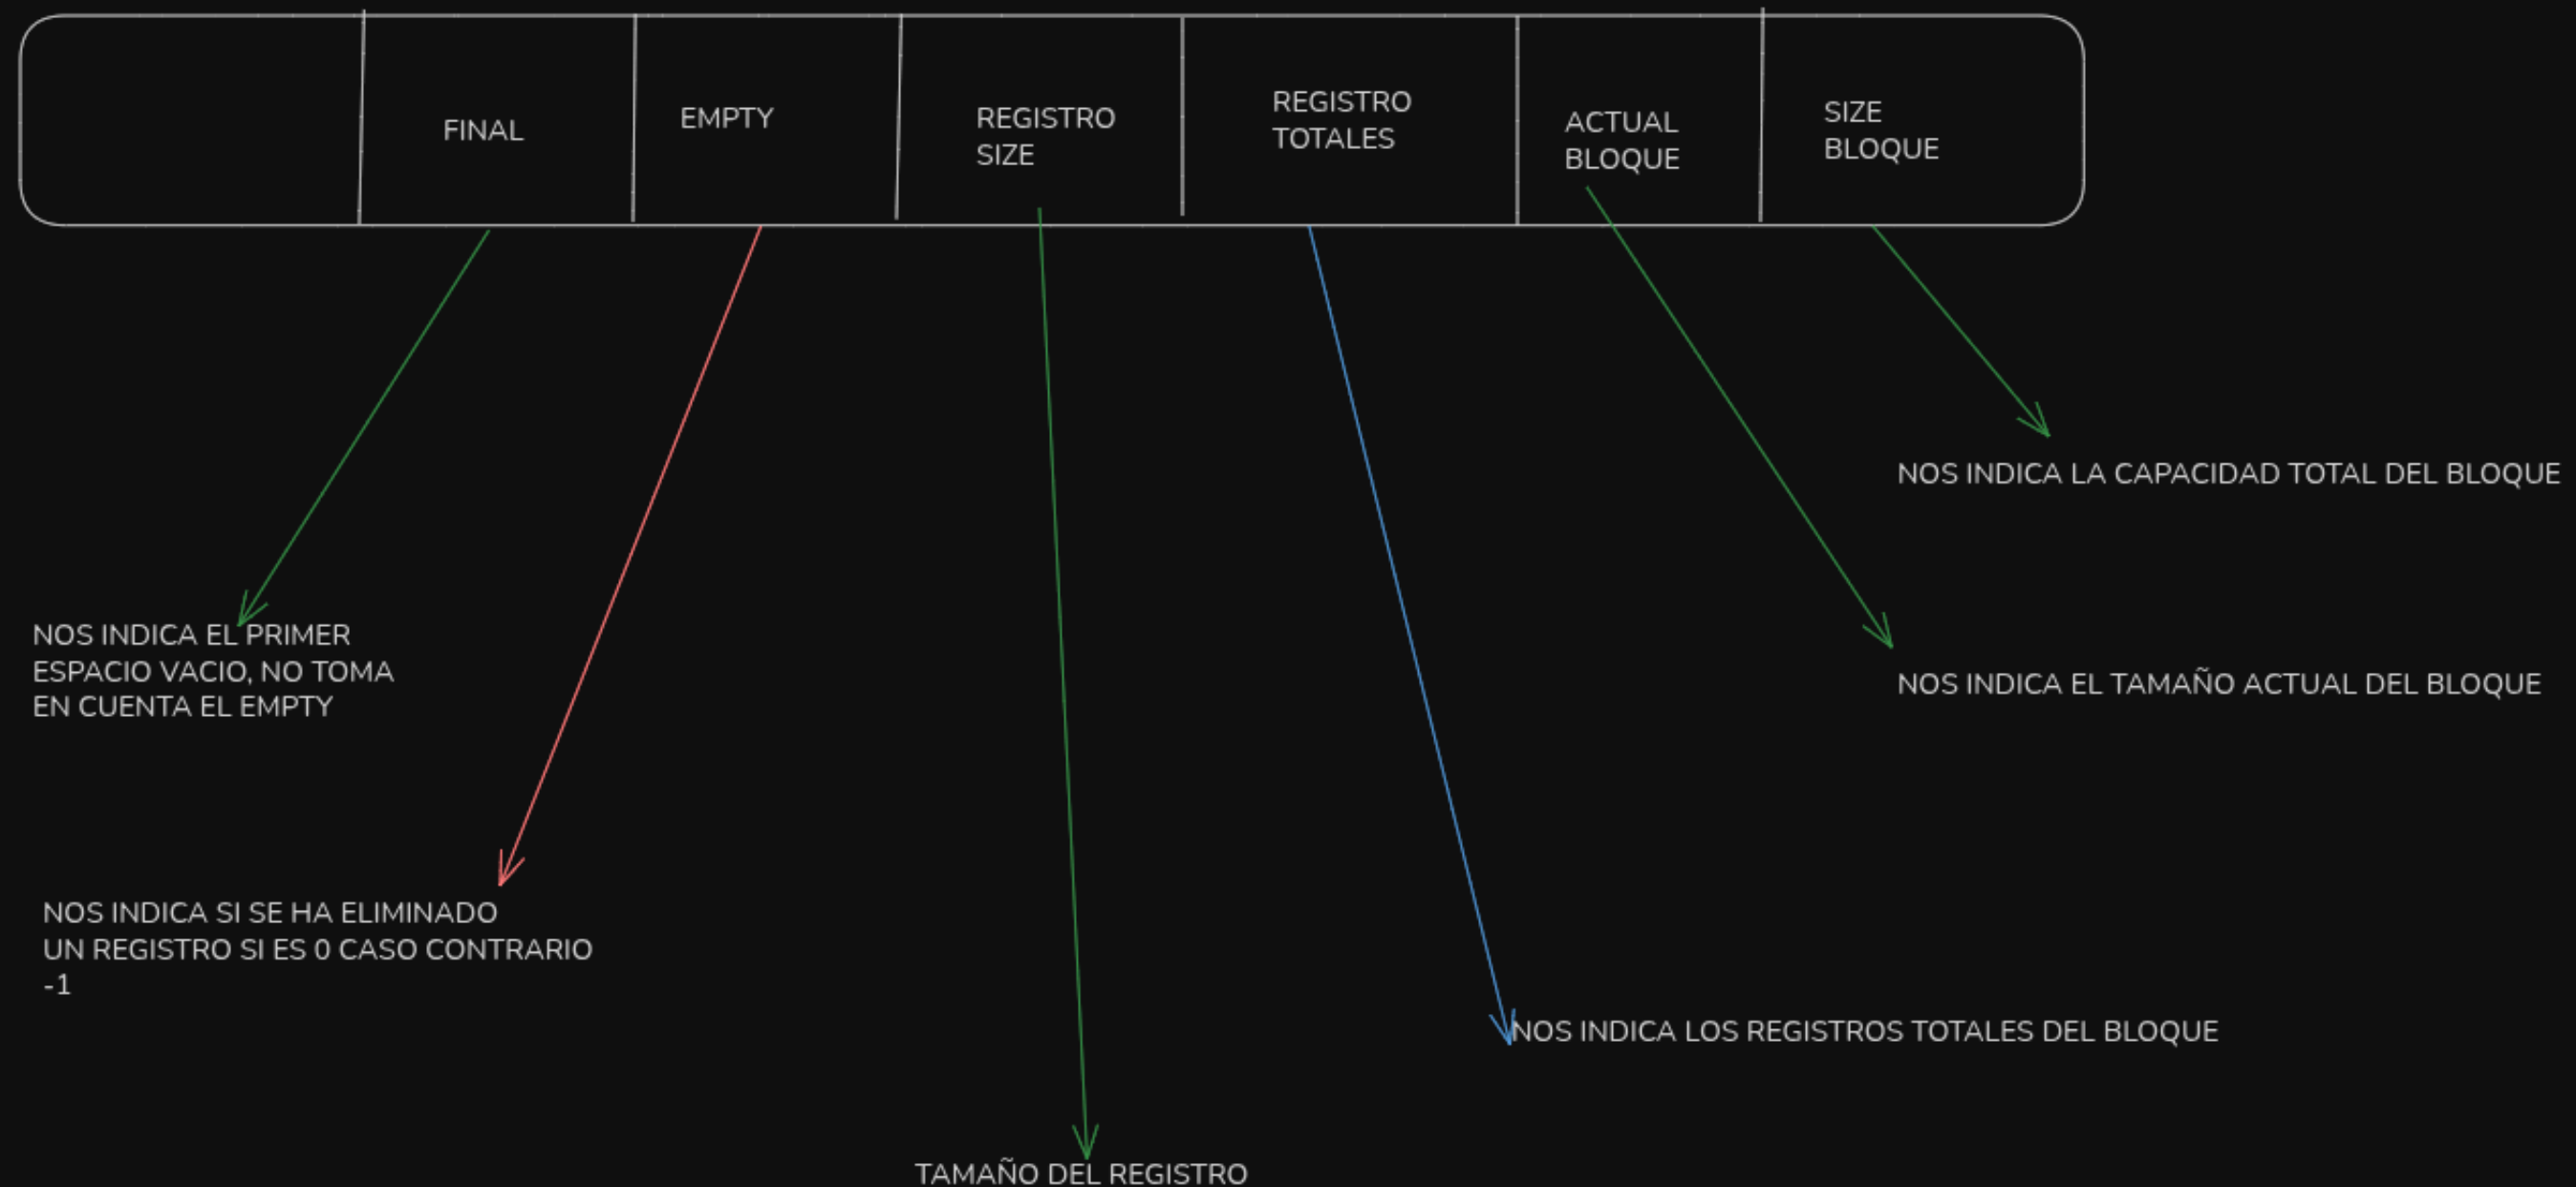 FINAL
EMPTY
REGISTRO
SIZE
REGISTRO
TOTALES
ACTUAL
BLOQUE
SIZE
BLOQUE
NOS INDICA LA CAPACIDAD TOTAL DEL BLOQUE
NOS INDICA EL PRIMER
ESPACIO VACIO, NO TOMA
EN CUENTA EL EMPTY
NOS INDICA EL TAMAÑO ACTUAL DEL BLOQUE
NOS INDICA SI SE HA ELIMINADO
UN REGISTRO SI ES 0 CASO CONTRARIO
-1
NOS INDICA LOS REGISTROS TOTALES DEL BLOQUE
TAMAÑO DEL REGISTRO